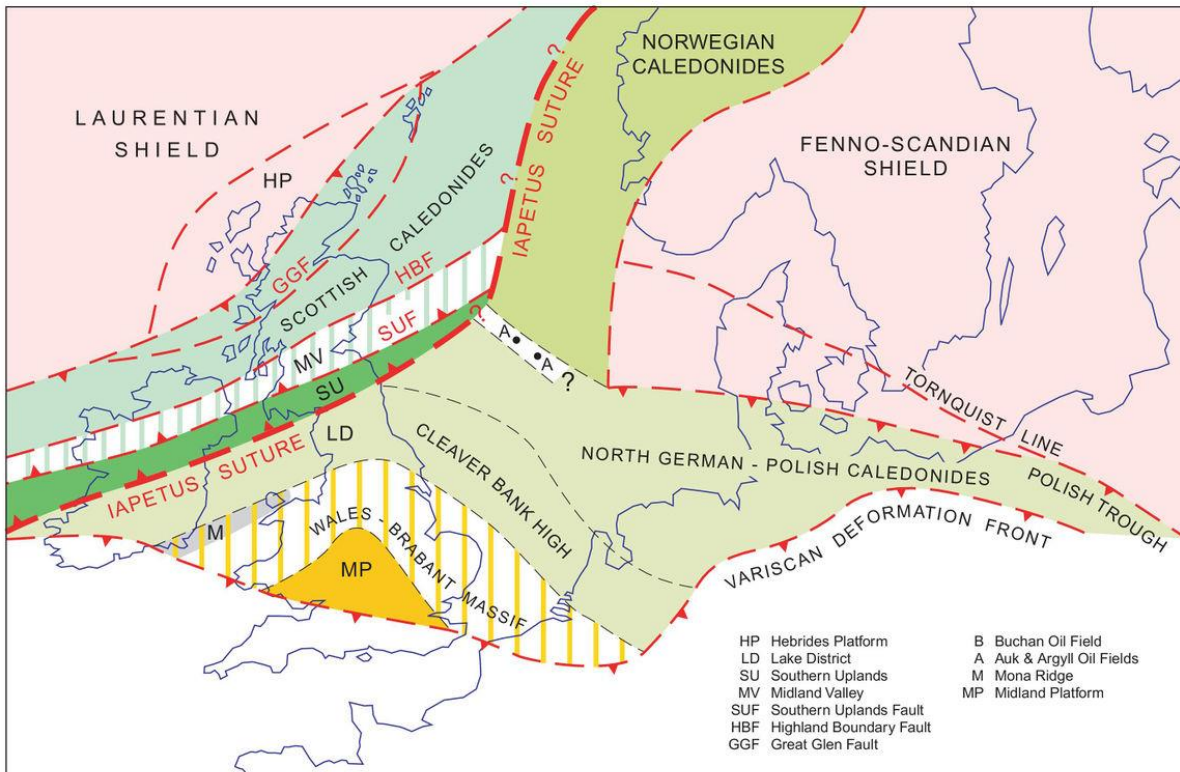 NORWEGIAN
CALEDONIDES
LAURENTIAN
SHIELD
FENNO-SCANDIAN
SHIELD
HP
?
IAPETUS SUTURE
?
?
SCOTTISH CALEDONIDES
GGF
HBF
SUF
MV
SU
?
A
A
?
IAPETUS SUTURE
LD
CLEAVER BANK HIGH
TORNQUIST LINE
NORTH GERMAN - POLISH CALEDONIDES
POLISH TROUGH
M
WALES - BRABANT MASSIF
MP
VARISCAN DEFORMATION FRONT
HP Hebrides Platform
LD Lake District
SU Southern Uplands
MV Midland Valley
SUF Southern Uplands Fault
HBF Highland Boundary Fault
GGF Great Glen Fault
B Buchan Oil Field
A Auk & Argyll Oil Fields
M Mona Ridge
MP Midland Platform